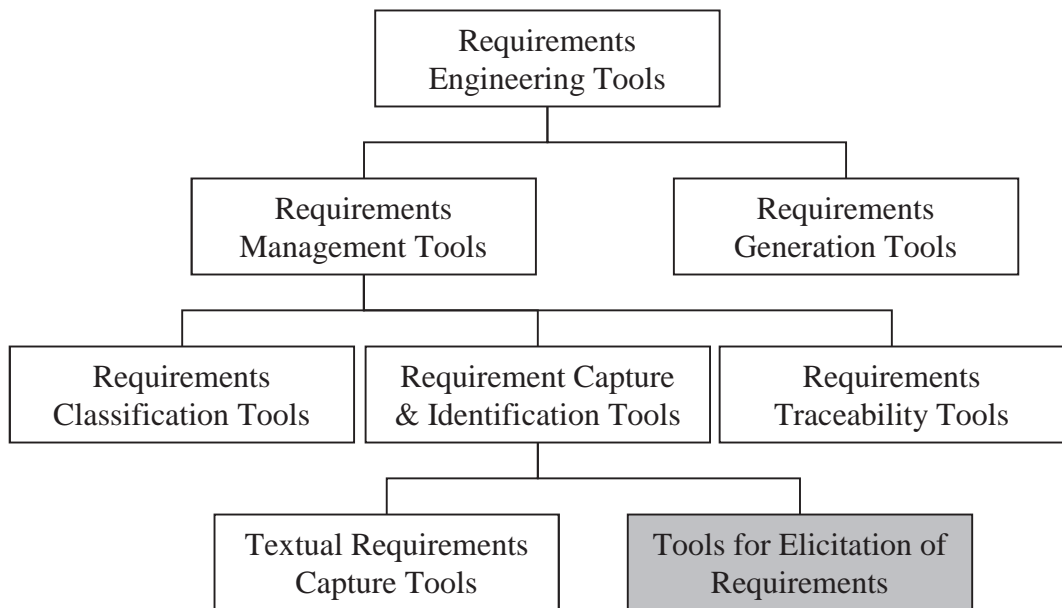 Requirements
Engineering Tools
Requirements
Management Tools
Requirements
Generation Tools
Requirements
Classification Tools
Requirement Capture
& Identification Tools
Requirements
Traceability Tools
Textual Requirements
Capture Tools
Tools for Elicitation of
Requirements